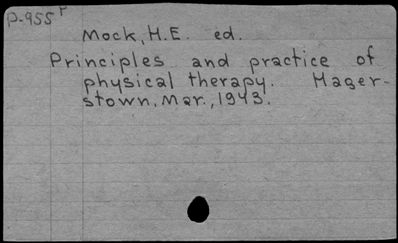 P-955 P
Mock, H.E. ed.
Principles and practice of
physical therapy. Hager-
stown, Mar., 1943.